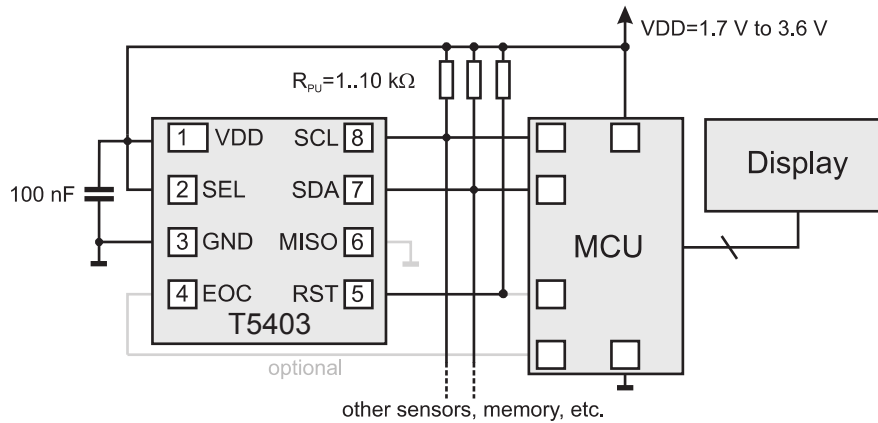 VDD=1.7 V to 3.6 V
R_PU=1..10 kΩ
1 VDD SCL 8
2 SEL SDA 7
3 GND MISO 6
4 EOC RST 5
T5403
100 nF
MCU
Display
optional
other sensors, memory, etc.